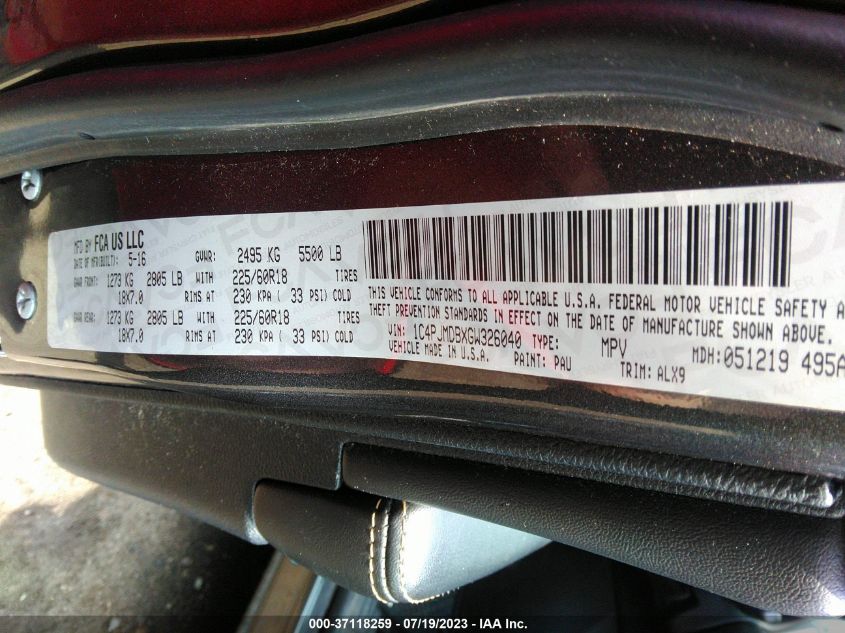 MFD BY FCA US LLC
DATE OF MFR(BUILT): 5-16 GVWR: 2495 KG 5500 LB
GAWR FRONT: 1273 KG 2805 LB WITH 225/60R18 TIRES
18X7.0 RIMS AT 230 KPA ( 33 PSI) COLD
GAWR REAR: 1273 KG 2805 LB WITH 225/60R18 TIRES
18X7.0 RIMS AT 230 KPA ( 33 PSI) COLD
THIS VEHICLE CONFORMS TO ALL APPLICABLE U.S.A. FEDERAL MOTOR VEHICLE SAFETY A
THEFT PREVENTION STANDARDS IN EFFECT ON THE DATE OF MANUFACTURE SHOWN ABOVE.
VIN: 1C4PJMDBXGW326040 TYPE: MPV MDH: 051219 495A
VEHICLE MADE IN U.S.A. PAINT: PAU TRIM: ALX9
000-37118259 - 07/19/2023 - IAA Inc.